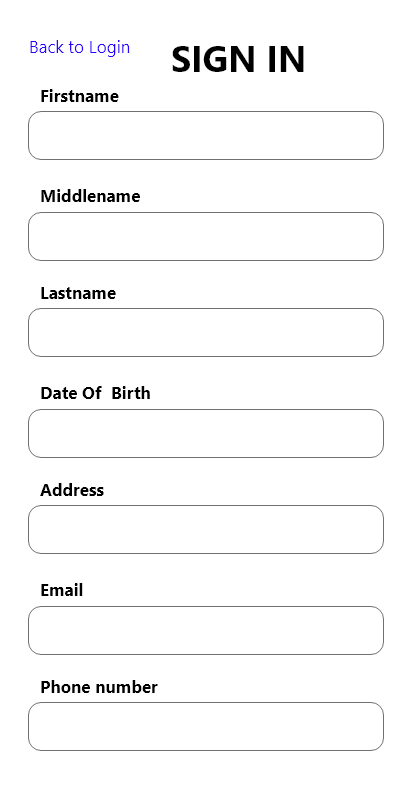 Back to Login
SIGN IN
Firstname
Middlename
Lastname
Date Of  Birth
Address
Email
Phone number